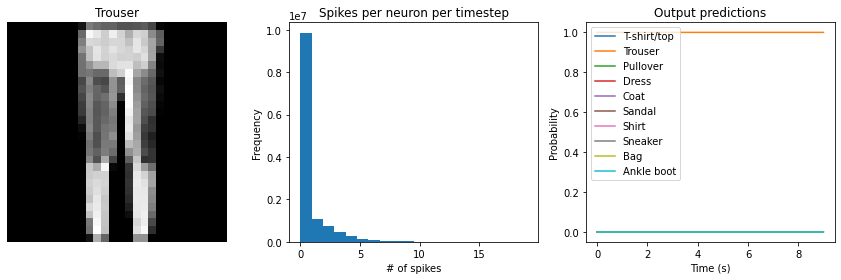 Trouser
Spikes per neuron per timestep
1e7
1.0
0.8
0.6
0.4
0.2
0.0
Frequency
0 5 10 15
# of spikes
Output predictions
1.0
0.8
0.6
0.4
0.2
0.0
Probability
T-shirt/top
Trouser
Pullover
Dress
Coat
Sandal
Shirt
Sneaker
Bag
Ankle boot
0 2 4 6 8
Time (s)